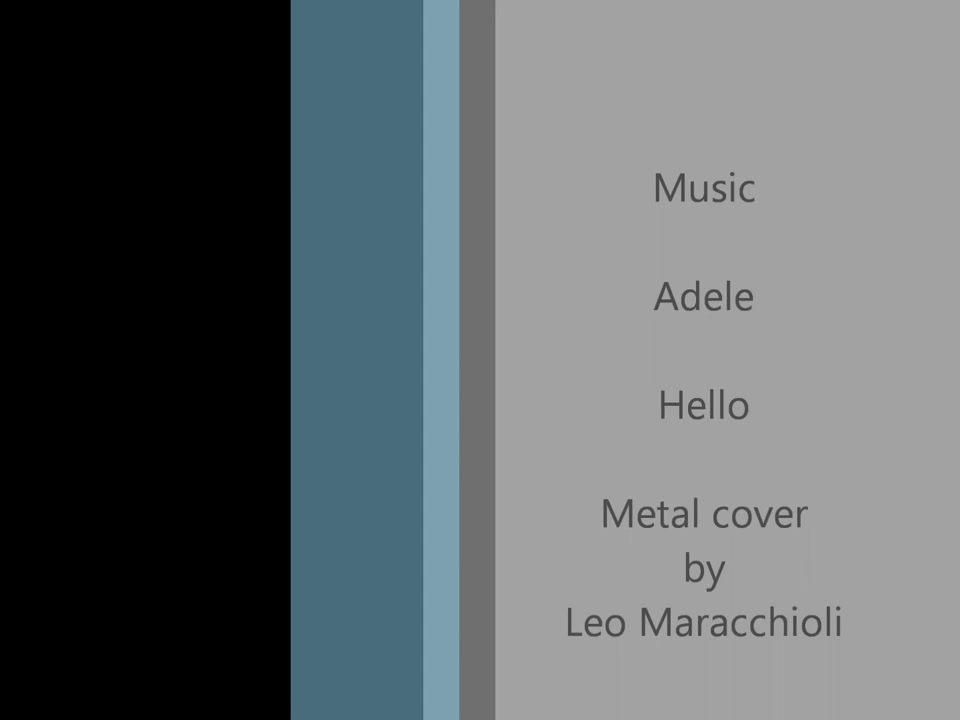 Music
Adele
Hello
Metal cover
by
Leo Maracchioli